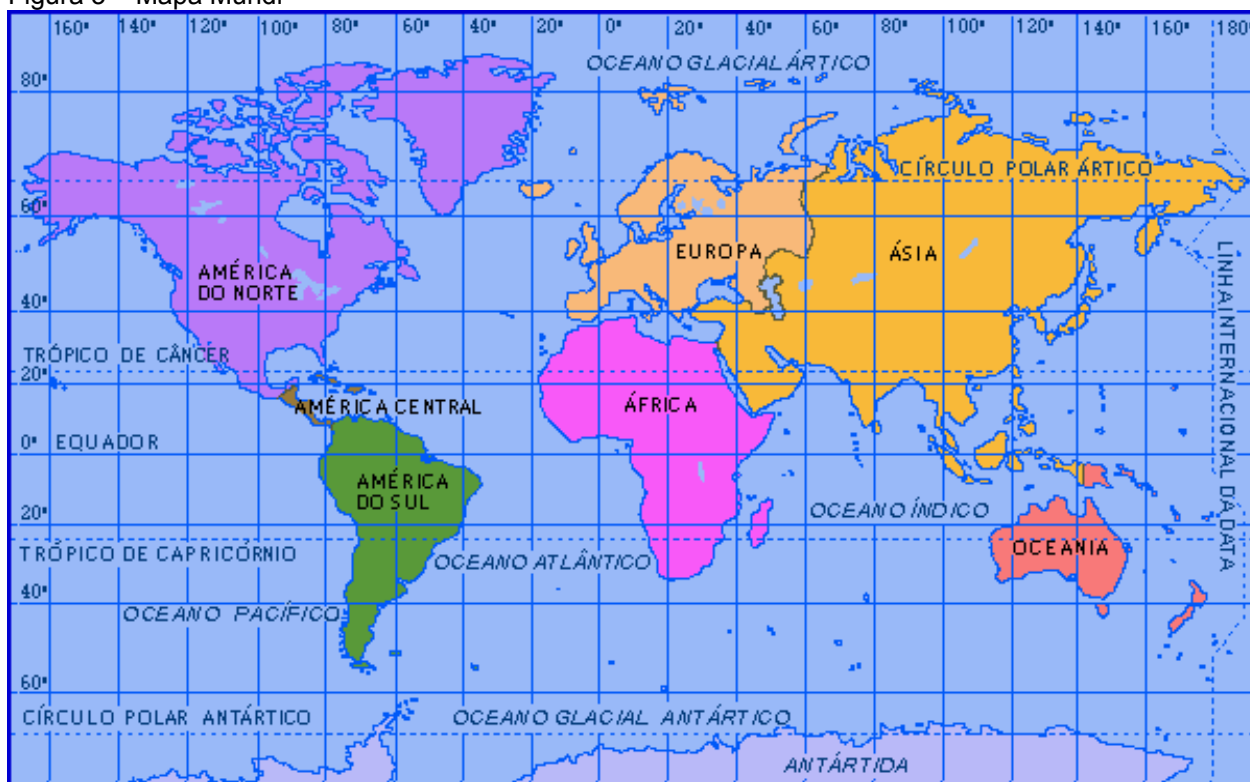 Figura 3 – Mapa Mundi
160° 140° 120° 100° 80° 60° 40° 20° 0° 20° 40° 60° 80° 100° 120° 140° 160° 180°
OCEANO GLACIAL ÁRTICO
80°
CÍRCULO POLAR ÁRTICO
60°
EUROPA
ÁSIA
AMÉRICA
DO NORTE
LINHA INTERNACIONAL DA DATA
40°
TRÓPICO DE CÂNCER
20°
AMÉRICA CENTRAL
ÁFRICA
0° EQUADOR
AMÉRICA
DO SUL
OCEANO ÍNDICO
20°
TRÓPICO DE CAPRICÓRNIO
OCEANO ATLÂNTICO
OCEANIA
40°
OCEANO PACÍFICO
60°
CÍRCULO POLAR ANTÁRTICO
OCEANO GLACIAL ANTÁRTICO
ANTÁRTIDA